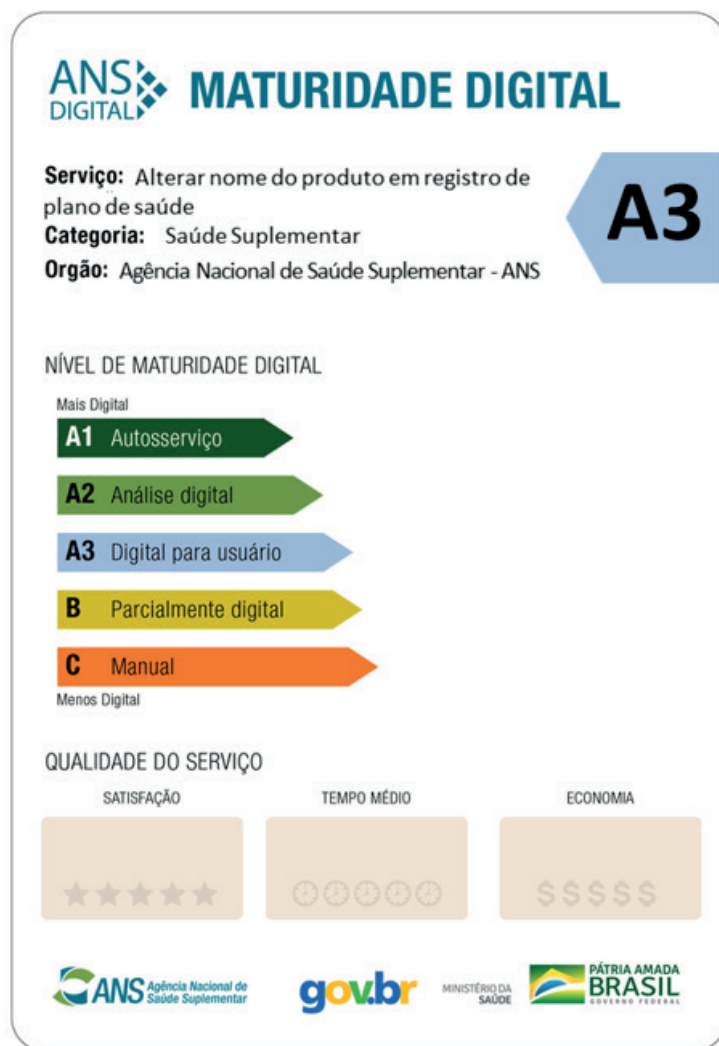 ANS
DIGITAL
MATURIDADE DIGITAL
Serviço: Alterar nome do produto em registro de
plano de saúde
Categoria: Saúde Suplementar
Orgão: Agência Nacional de Saúde Suplementar - ANS
A3
NÍVEL DE MATURIDADE DIGITAL
Mais Digital
A1 Autosserviço
A2 Análise digital
A3 Digital para usuário
B Parcialmente digital
C Manual
Menos Digital
QUALIDADE DO SERVIÇO
SATISFAÇÃO
TEMPO MÉDIO
ECONOMIA
$$$$$
ANS Agência Nacional de
Saúde Suplementar
gov.br
MINISTÉRIO DA
SAÚDE
PÁTRIA AMADA
BRASIL
GOVERNO FEDERAL